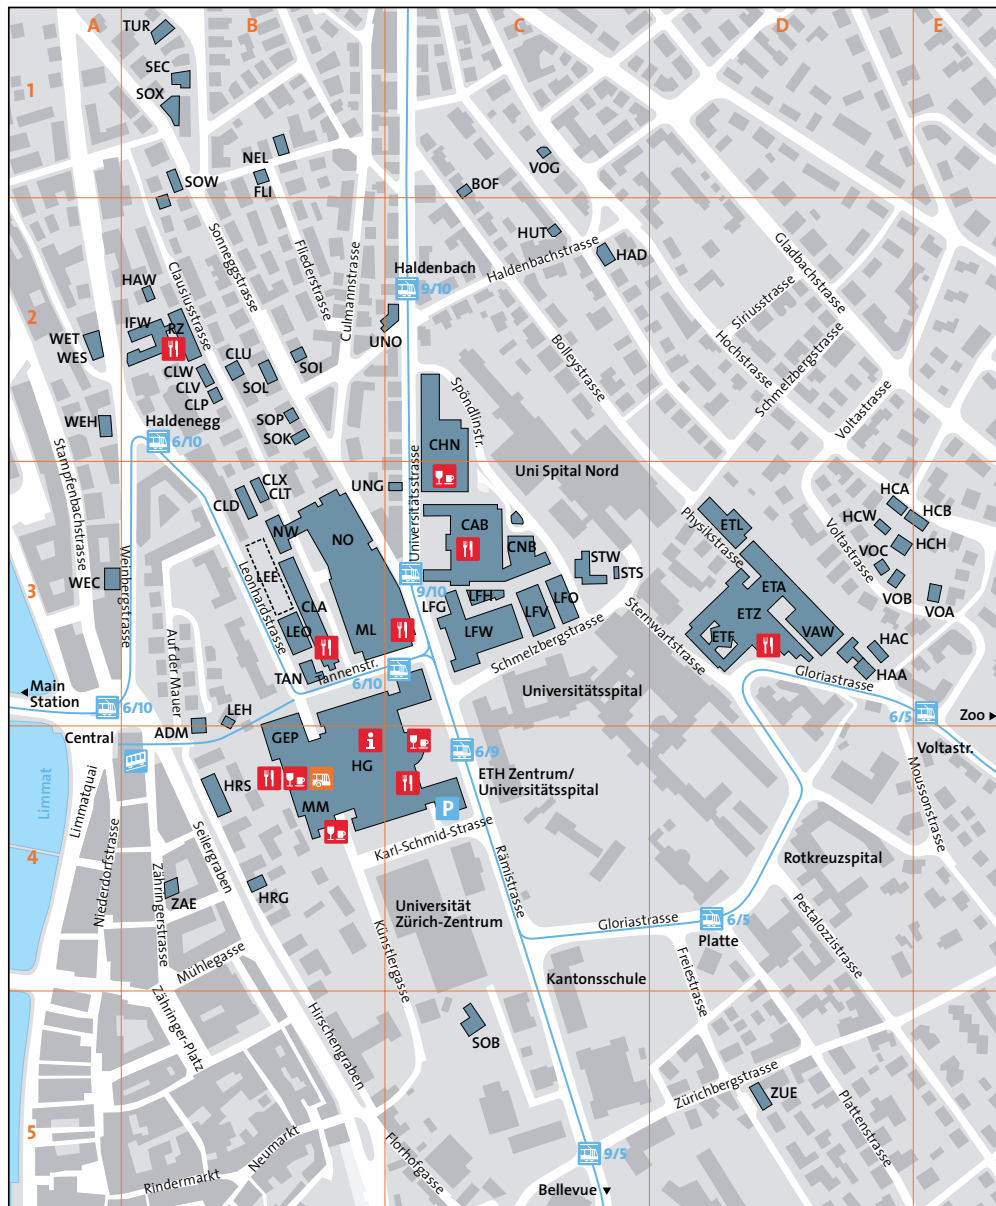 A
B
C
D
E
TUR
SEC
1
SOX
NEL
VOG
SOW
FLI
BOF
Sonneggstrasse
Fliederstrasse
Culmannstrasse
HUT
HAD
Haldenbachstrasse
Gladbachstrasse
Haldenbach
9/10
HAW
Clausiusstrasse
Siriusstrasse
2
IFW
RZ
WET
WES
UNO
Hochstrasse
Bolleystrasse
Schmelzbergstrasse
CLU
SOI
CLW
CLV
CLP
SOL
Spöndlinstr.
Voltastrasse
WEH
Haldenegg
6/10
SOP
SOK
CHN
Stampfenbachstrasse
Universitätsstrasse
Uni Spital Nord
CLX
CLT
CLD
UNG
HCA
HCB
HCW
HCH
VOC
Physikstrasse
Voltastrasse
NW
NO
CAB
CNB
ETL
STW
STS
LEE
Leonhardstrasse
Weinbergstrasse
WEC
3
9/10
ETA
VOB
VOA
CLA
LFG
LFH
LFO
LFV
ETZ
LEO
ML
LFW
ETF
VAW
HAC
HAA
Sternwartstrasse
Auf der Mauer
Schmelzbergstrasse
TAN
Tannenstr.
6/10
Gloriastrasse
Main
Station
6/10
Universitätsspital
LEH
ADM
6/5
Zoo
Central
GEP
Voltastr.
6/9
HG
ETH Zentrum/
Universitätsspital
Limmat
Limmatquai
HRS
MM
P
Moussonstrasse
Seilergraben
Karl-Schmid-Strasse
Rämistrasse
4
Niederdorfstrasse
Zähringerstrasse
Rotkreuzspital
ZAE
HRG
Universität
Zürich-Zentrum
Künstlergasse
Gloriastrasse
6/5
Platte
Pestalozzistrasse
Mühlegasse
Freiestrasse
Kantonsschule
Zähringer-Platz
Hirschengraben
SOB
Zürichbergstrasse
ZUE
Plattenstrasse
5
Neumarkt
Florhofgasse
9/5
Rindermarkt
Bellevue